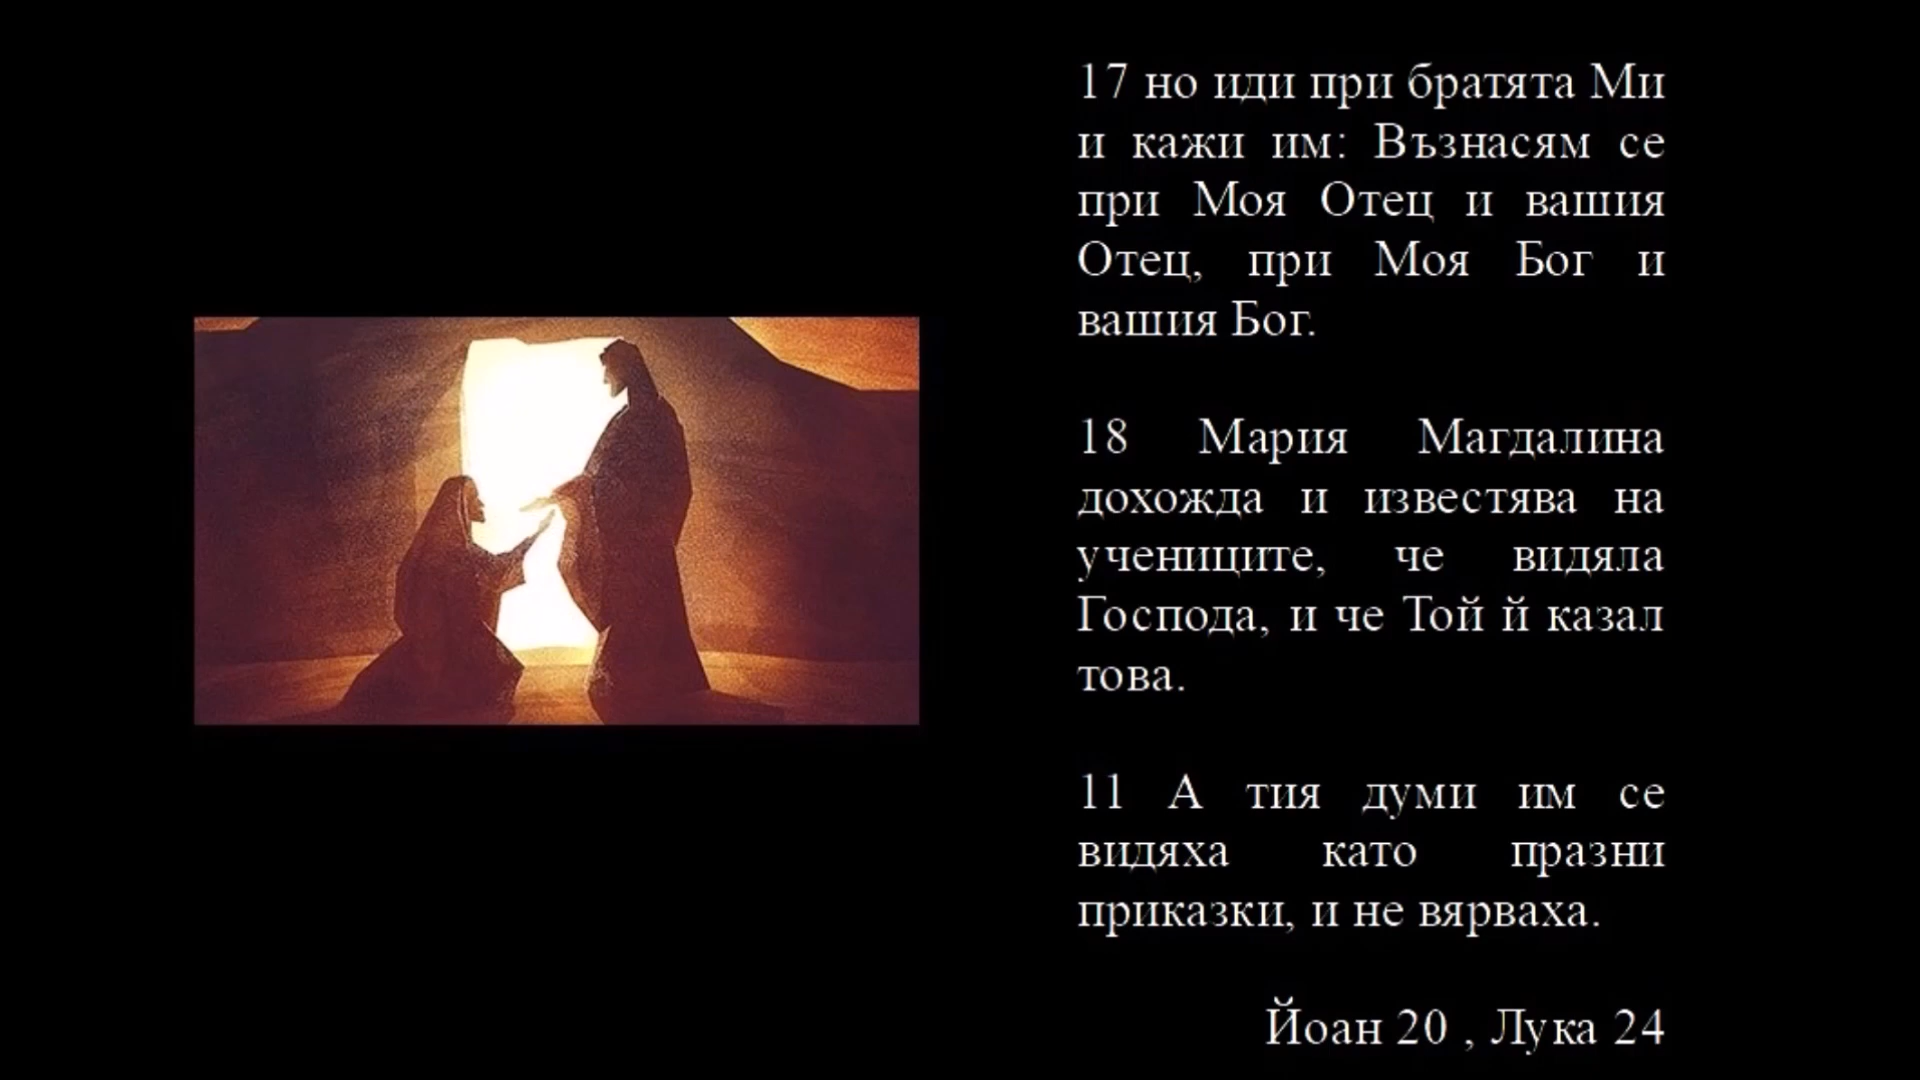 17 но иди при братята Ми
и кажи им: Възнасям се
при Моя Отец и вашия
Отец, при Моя Бог и
вашия Бог.
18 Мария Магдалина
дохожда и известява на
учениците, че видяла
Господа, и че Той й казал
това.
11 А тия думи им се
видяха като празни
приказки, и не вярваха.
Йоан 20 , Лука 24